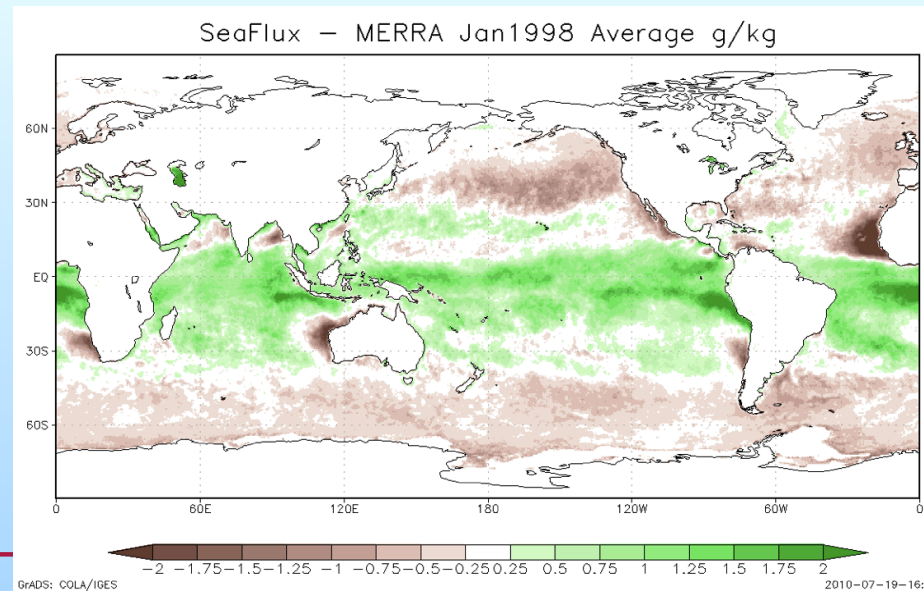 SeaFlux – MERRA Jan1998 Average g/kg
60N
30N
EQ
30S
60S
0 60E 120E 180 120W 60W 0
-2 -1.75 -1.5 -1.25 -1 -0.75 -0.5 -0.25 0.25 0.5 0.75 1 1.25 1.5 1.75 2
GrADS: COLA/IGES 2010-07-19-16: